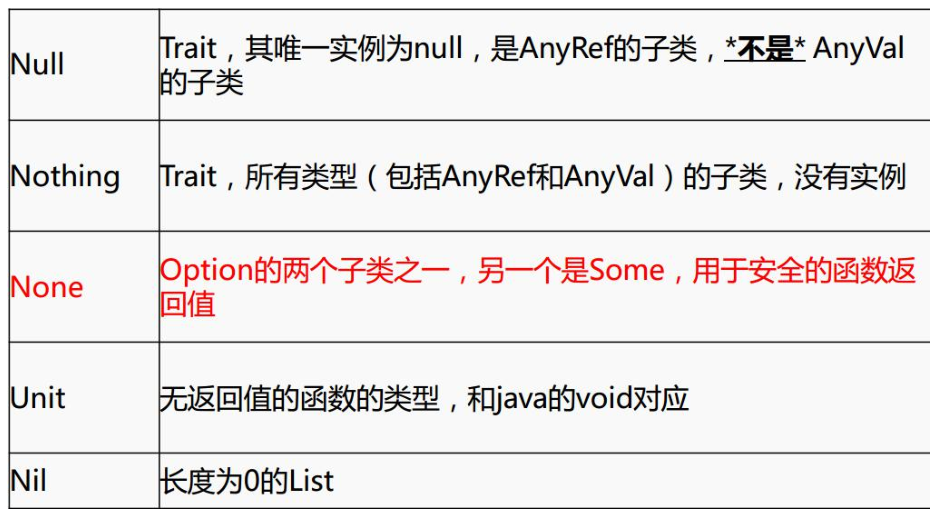 Null
Trait，其唯一实例为null，是AnyRef的子类，*不是* AnyVal
的子类
Nothing
Trait，所有类型（包括AnyRef和AnyVal）的子类，没有实例
None
Option的两个子类之一，另一个是Some，用于安全的函数返
回值
Unit
无返回值的函数的类型，和java的void对应
Nil
长度为0的List